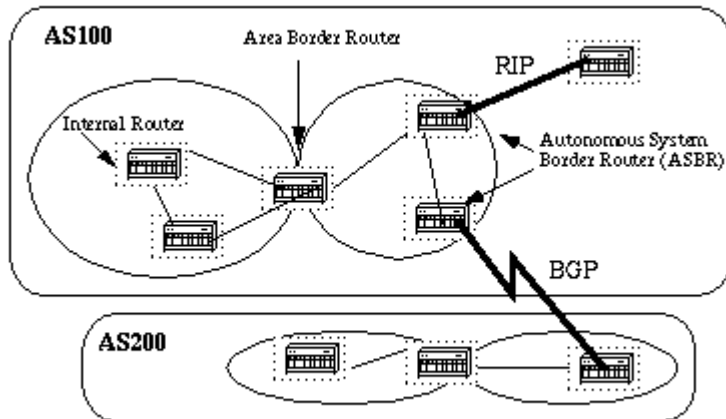 AS100
Area Border Router
RIP
Internal Router
Autonomous System
Border Router (ASBR)
BGP
AS200